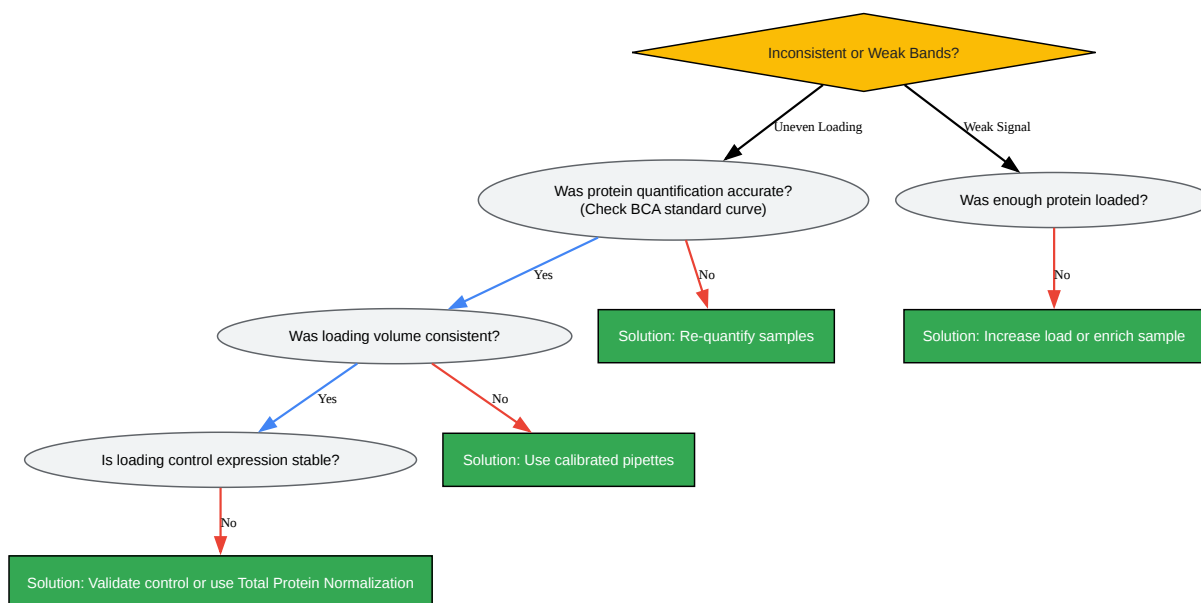 Inconsistent or Weak Bands?
Uneven Loading
Weak Signal
Was protein quantification accurate?
(Check BCA standard curve)
Was enough protein loaded?
Yes
No
No
Was loading volume consistent?
Solution: Re-quantify samples
Solution: Increase load or enrich sample
Yes
No
Is loading control expression stable?
Solution: Use calibrated pipettes
No
Solution: Validate control or use Total Protein Normalization